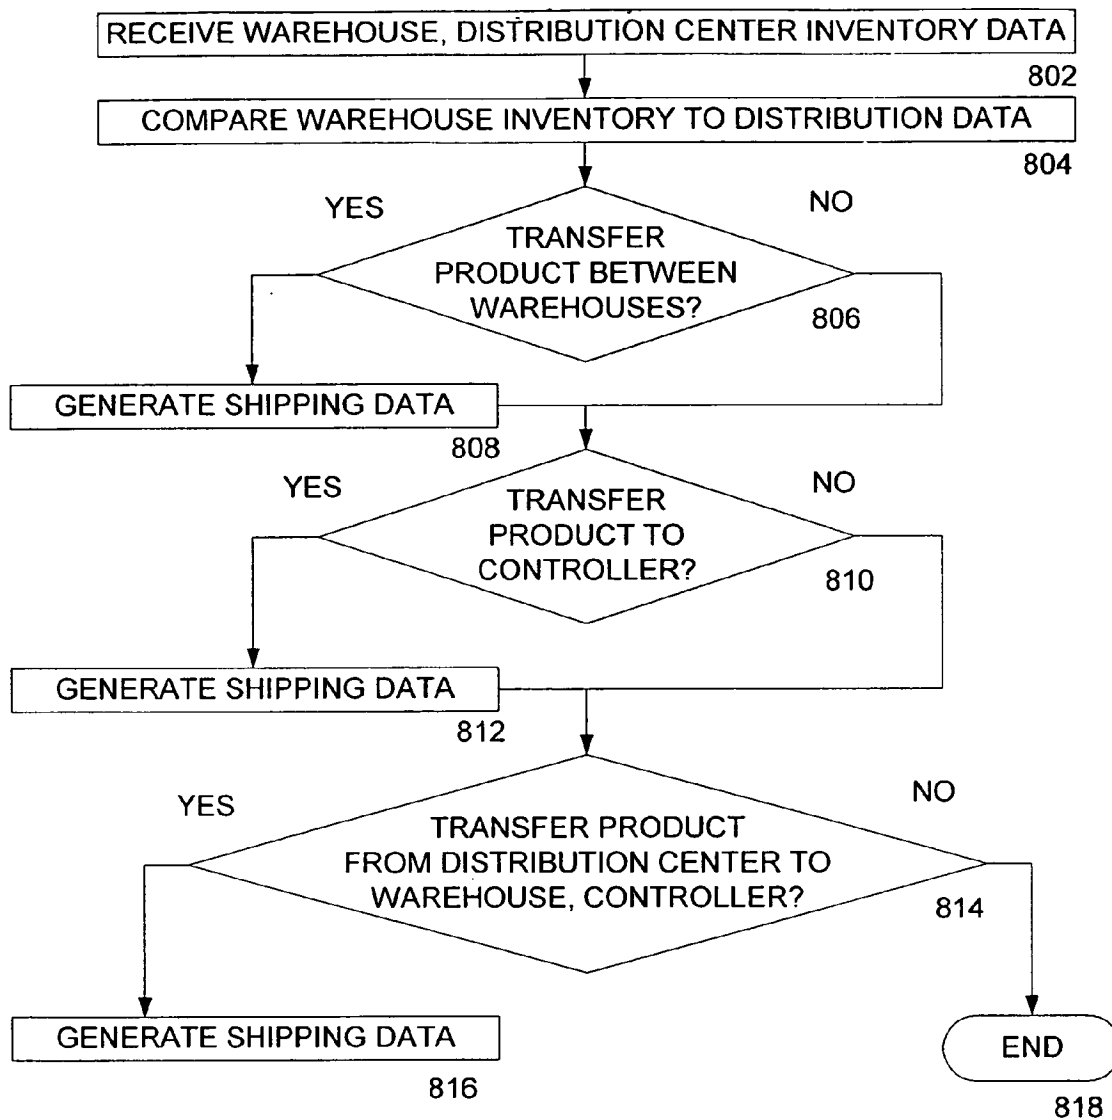 RECEIVE WAREHOUSE, DISTRIBUTION CENTER INVENTORY DATA
802
COMPARE WAREHOUSE INVENTORY TO DISTRIBUTION DATA
804
YES
NO
TRANSFER
PRODUCT BETWEEN
WAREHOUSES?
806
GENERATE SHIPPING DATA
808
YES
NO
TRANSFER
PRODUCT TO
CONTROLLER?
810
GENERATE SHIPPING DATA
812
YES
NO
TRANSFER PRODUCT
FROM DISTRIBUTION CENTER TO
WAREHOUSE, CONTROLLER?
814
GENERATE SHIPPING DATA
816
END
818